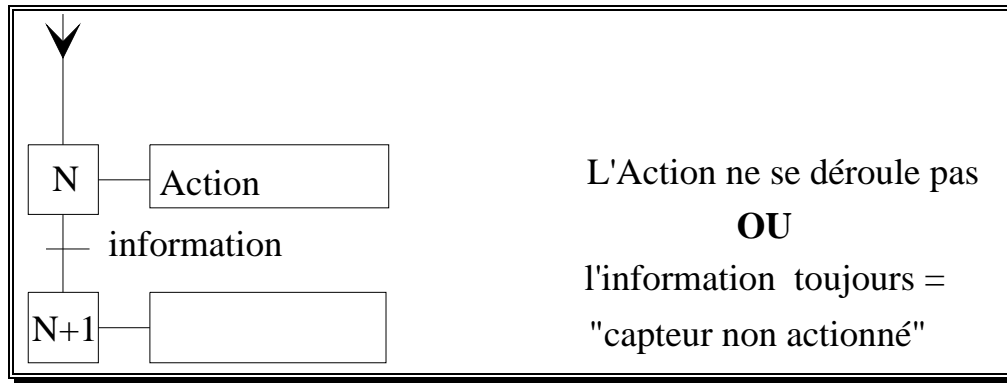 N
Action
information
N+1
L'Action ne se déroule pas
OU
l'information toujours =
"capteur non actionné"